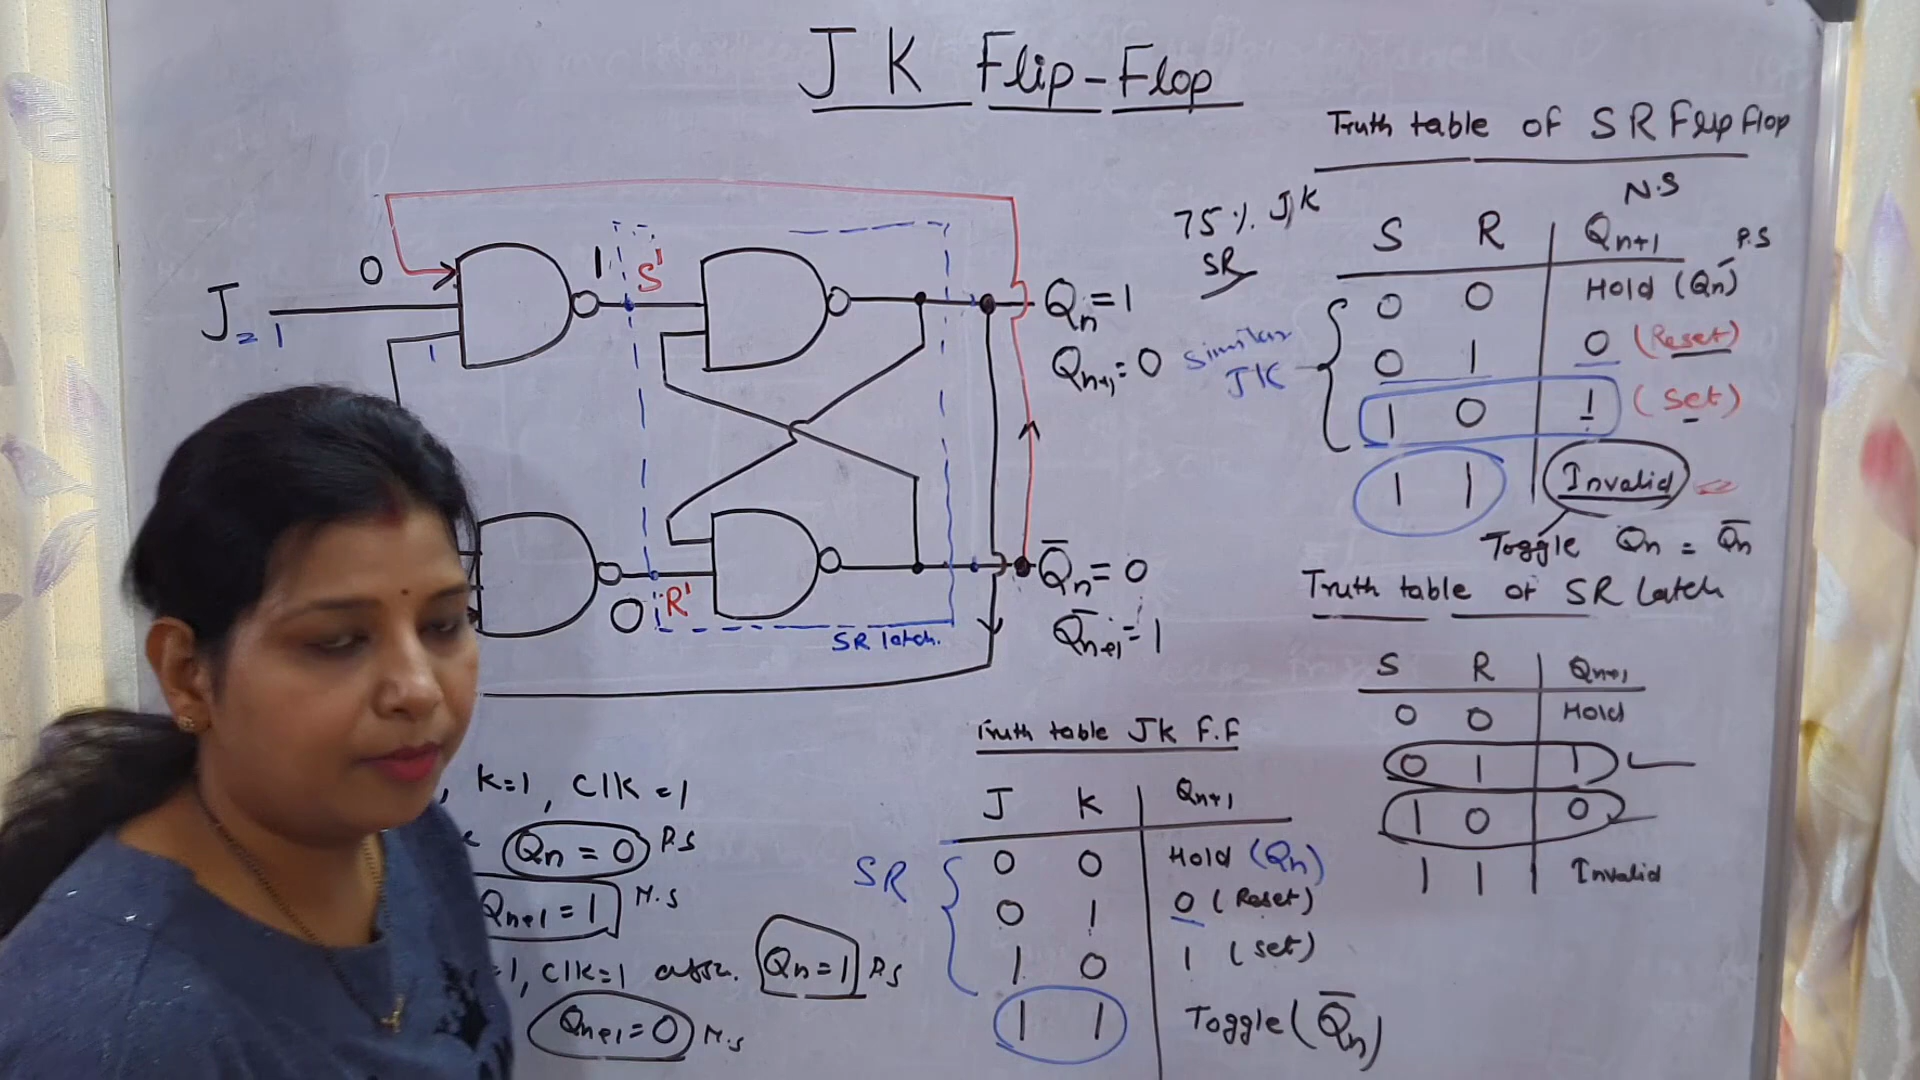 J K Flip-Flop
Truth table of SR Flip Flop
N.S
S R Qn+1 P.S
0 0 Hold (Qn)
0 1 0 (Reset)
1 0 1 (Set)
1 1 Invalid
Toggle Qn = Q̅n
75% JK
SR
Similar
JK
0
J = 1
1
1 S'
Qn = 1
Qn+1 = 0
0 R'
SR latch.
Q̅n = 0
Q̅n+1 = 1
Truth table of SR Latch
S R Qn+1
0 0 Hold
0 1 1
1 0 0
1 1 Invalid
, K=1, Clk = 1
Qn = 0 P.S
Qn+1 = 1 N.S
=1, Clk=1 Qn = 1 P.S
Qn+1 = 0 N.S
Truth table JK F.F
J K Qn+1
SR
0 0 Hold (Qn)
0 1 0 (Reset)
1 0 1 (Set)
1 1 Toggle (Q̅n)